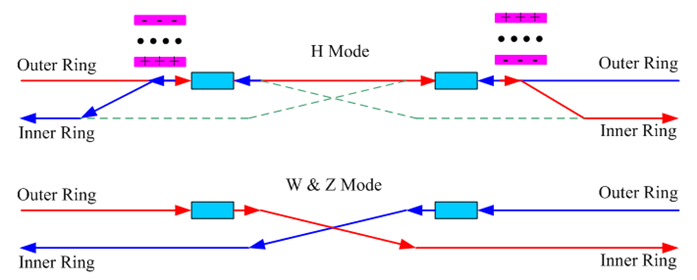 - - -
+ + +
H Mode
+++
- - -
Outer Ring
Outer Ring
Inner Ring
Inner Ring
W & Z Mode
Outer Ring
Outer Ring
Inner Ring
Inner Ring